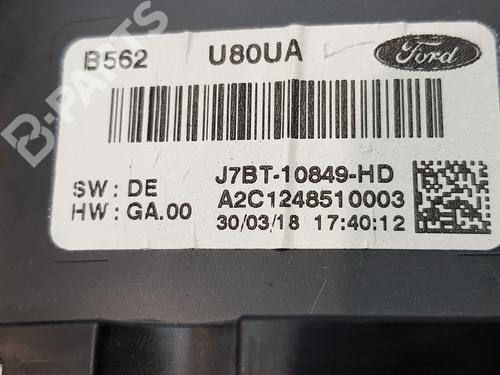 B562 U80UA Ford
J7BT-10849-HD
SW: DE A2C1248510003
HW: GA.00 30/03/18 17:40:12
B-PARTS